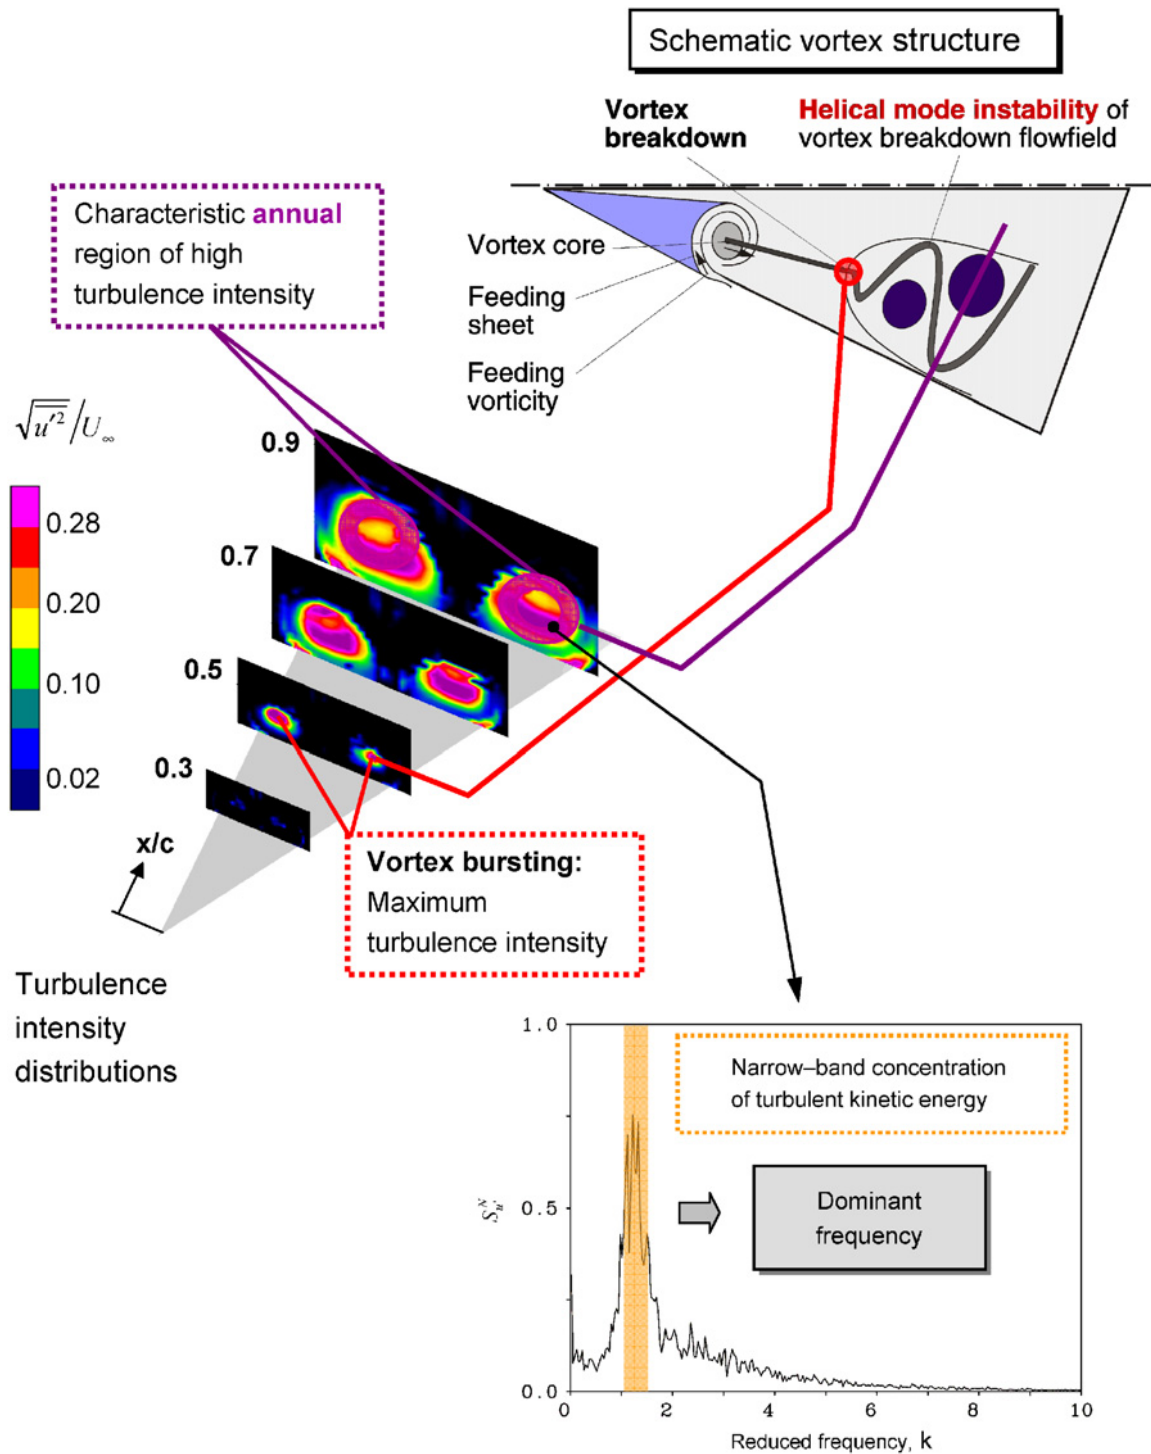 Schematic vortex structure
Vortex
breakdown
Helical mode instability of
vortex breakdown flowfield
Characteristic annual
region of high
turbulence intensity
Vortex core
Feeding
sheet
Feeding
vorticity
√u′²/U∞
0.28
0.20
0.10
0.02
0.9
0.7
0.5
0.3
x/c
Vortex bursting:
Maximum
turbulence intensity
Turbulence
intensity
distributions
1.0
0.5
0.0
Narrow–band concentration
of turbulent kinetic energy
Dominant
frequency
0 2 4 6 8 10
Reduced frequency, k